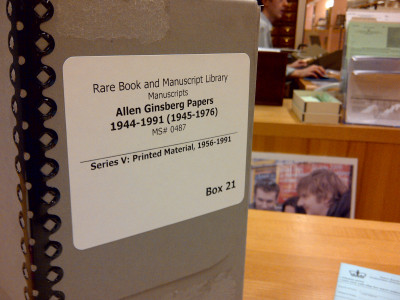 Rare Book and Manuscript Library
Manuscripts
Allen Ginsberg Papers
1944-1991 (1945-1976)
MS# 0487
Series V: Printed Material, 1956-1991
Box 21